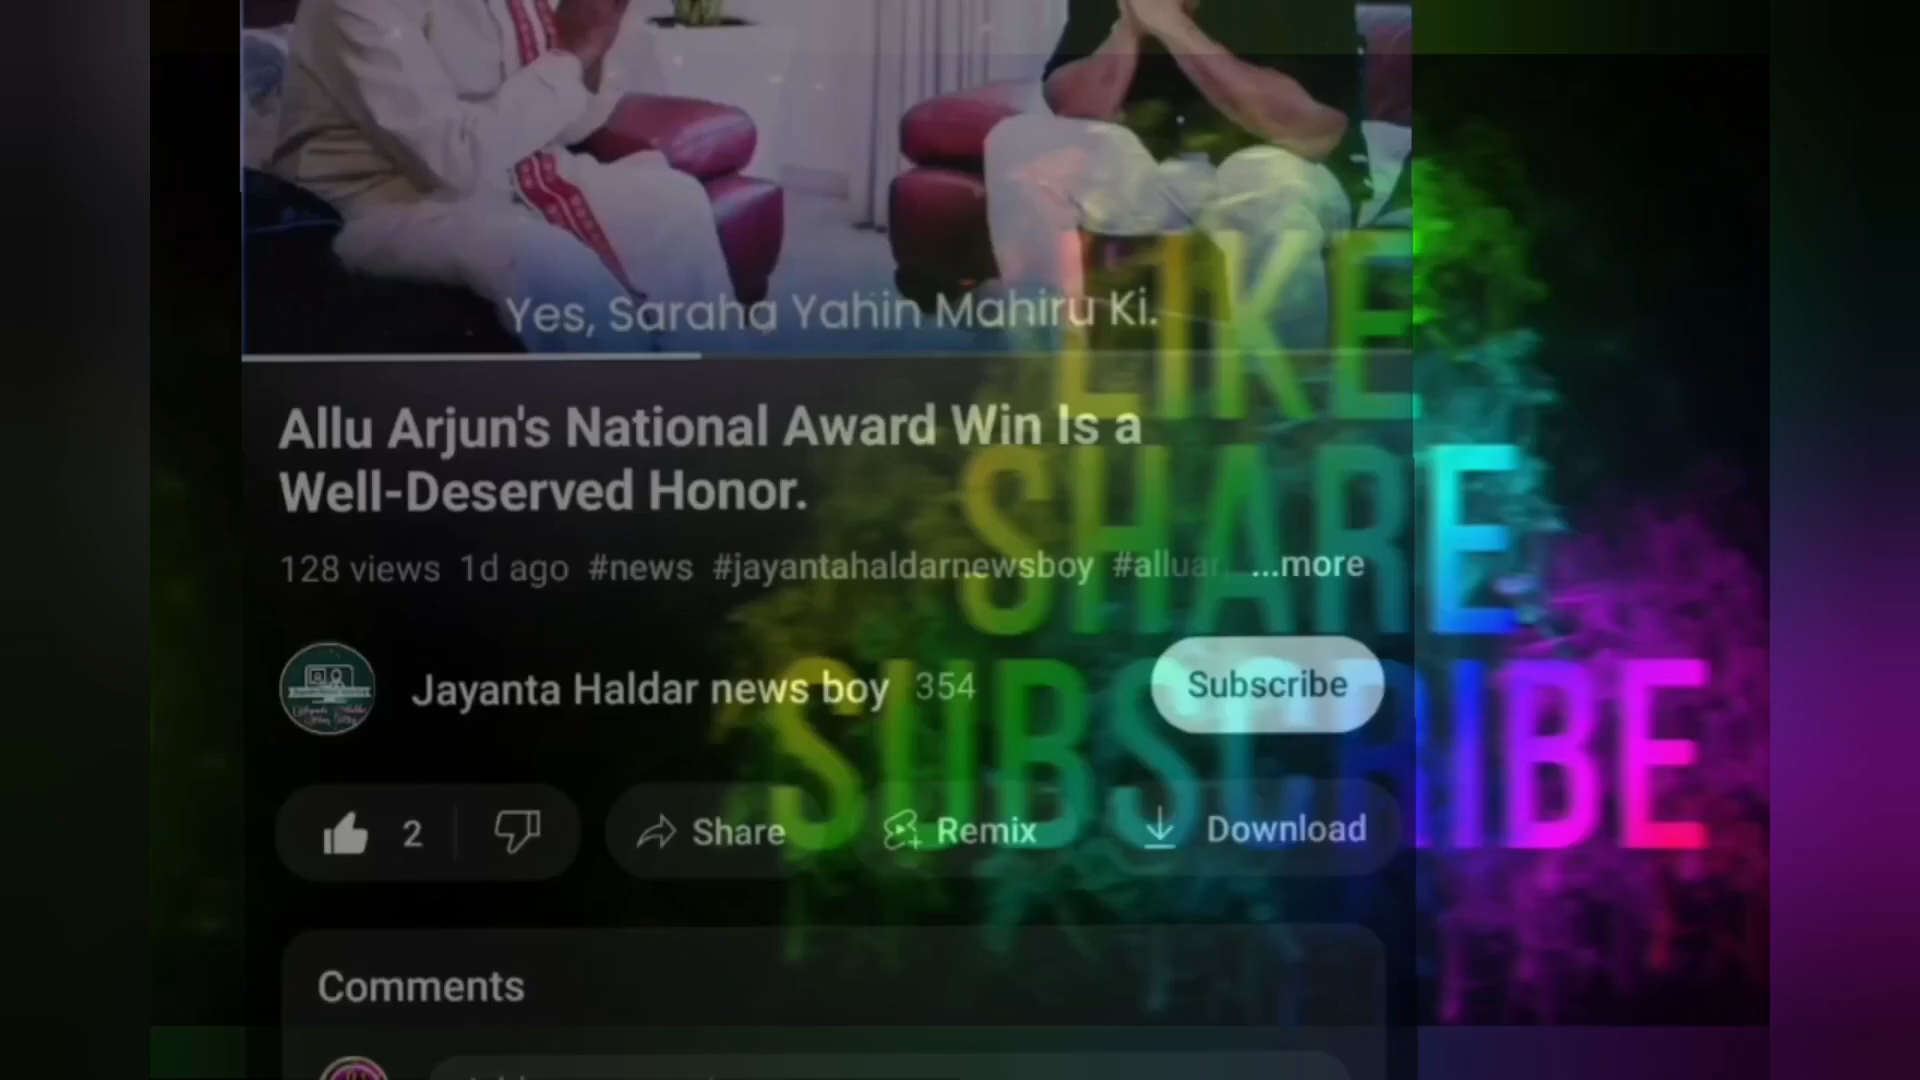 Yes, Saraha Yahin Mahiru Ki.
LIKE
Allu Arjun's National Award Win Is a
Well-Deserved Honor.
SHARE
128 views 1d ago #news #jayantahaldarnewsboy #alluar ...more
Jayanta Haldar news boy 354 Subscribe
SUBSCRIBE
2 Share Remix Download
Comments